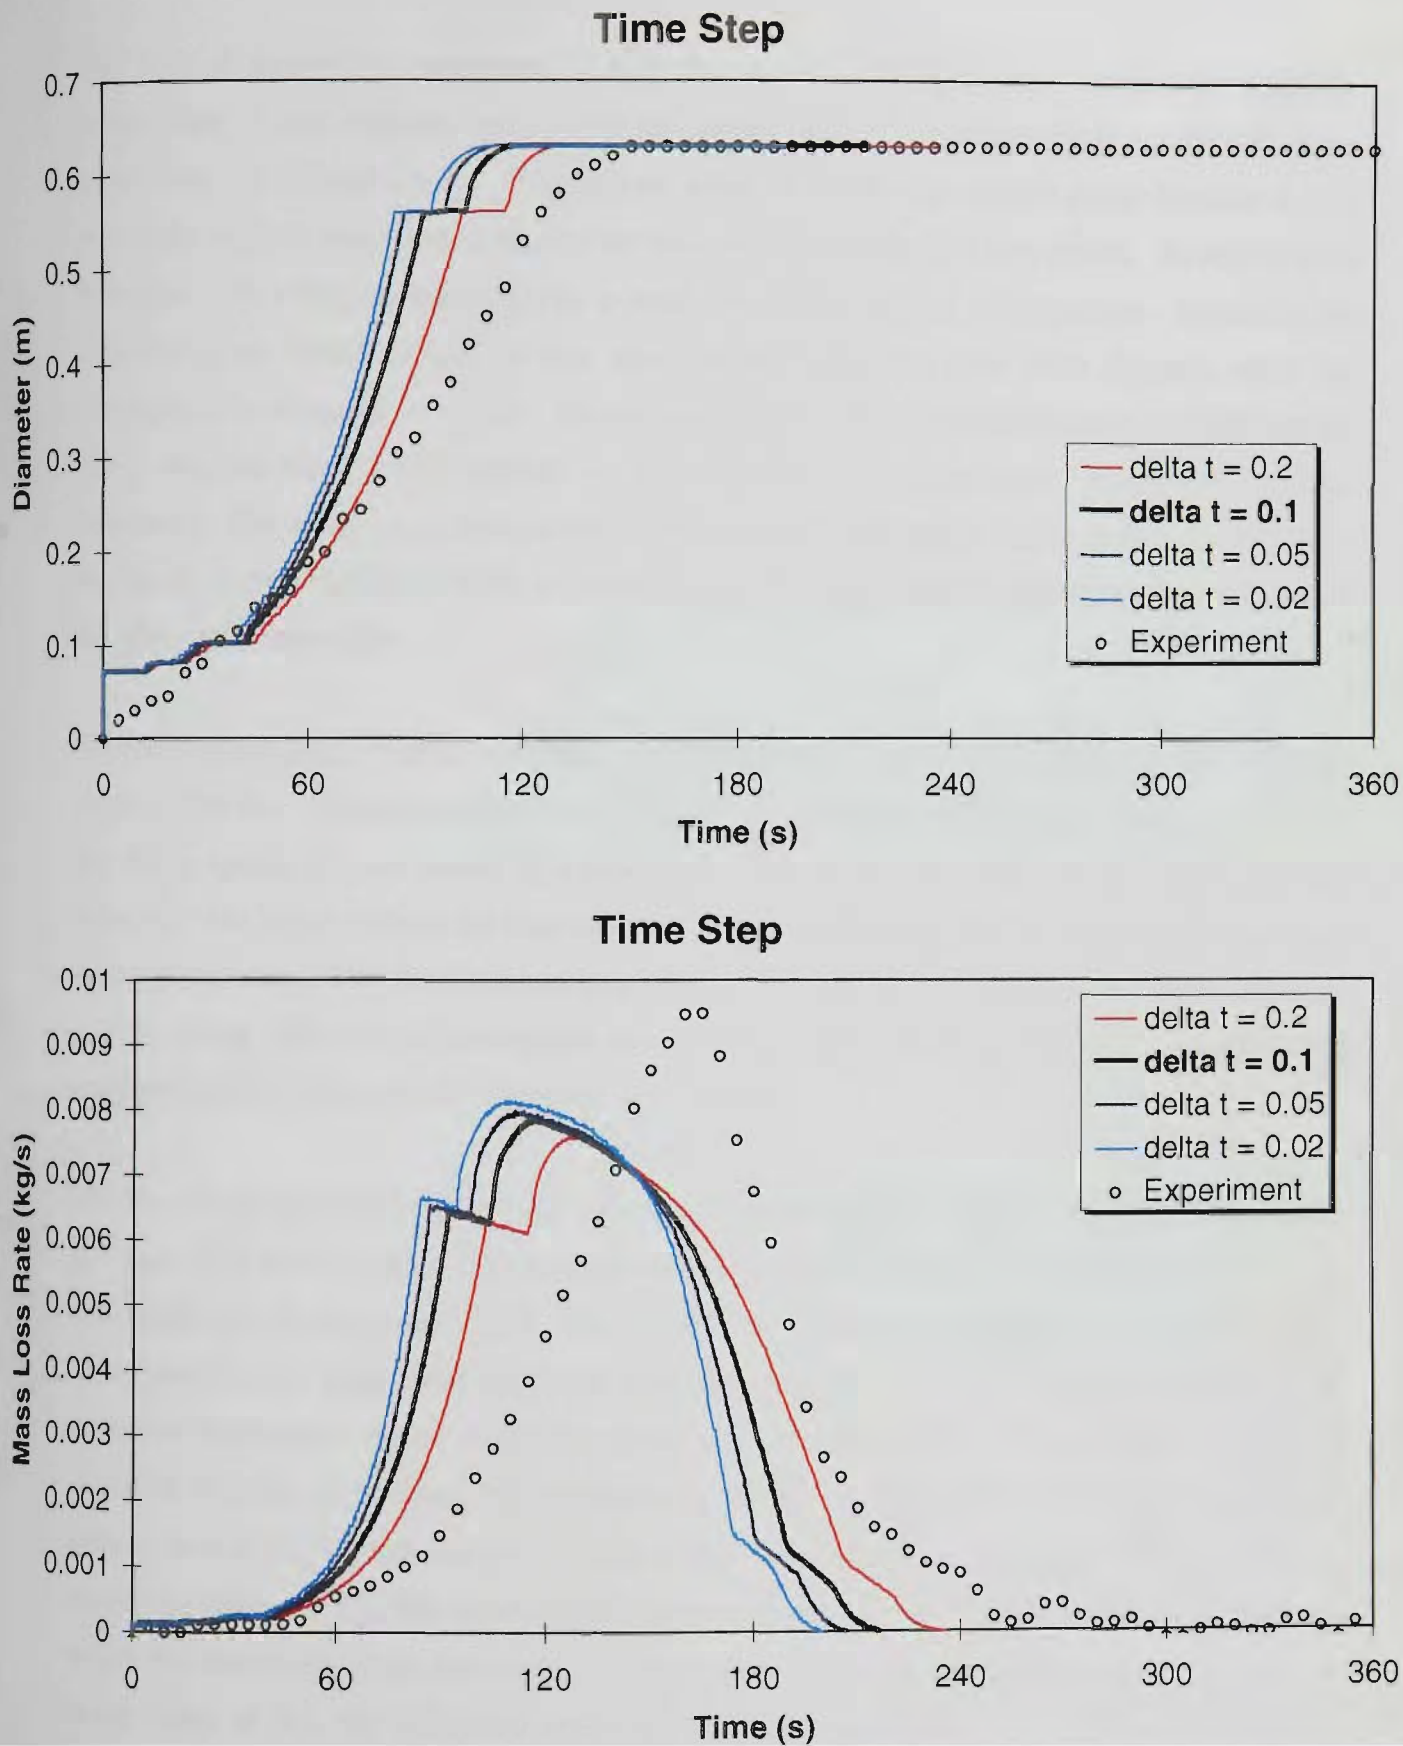 Time Step
0.7
0.6
0.5
0.4
0.3
0.2
0.1
0
Diameter (m)
delta t = 0.2
delta t = 0.1
delta t = 0.05
delta t = 0.02
Experiment
0 60 120 180 240 300 360
Time (s)
Time Step
0.01
0.009
0.008
0.007
0.006
0.005
0.004
0.003
0.002
0.001
0
Mass Loss Rate (kg/s)
delta t = 0.2
delta t = 0.1
delta t = 0.05
delta t = 0.02
Experiment
0 60 120 180 240 300 360
Time (s)